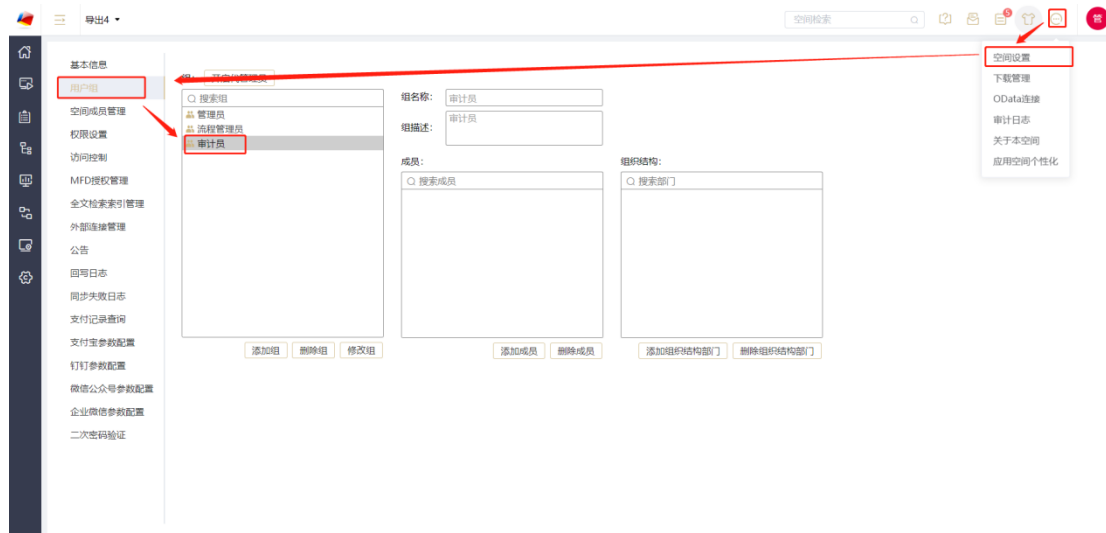 导出4
空间检索
5
管
基本信息
用户组
空间成员管理
权限设置
访问控制
MFD授权管理
全文检索索引管理
外部连接管理
公告
回写日志
同步失败日志
支付记录查询
支付宝参数配置
钉钉参数配置
微信公众号参数配置
企业微信参数配置
二次密码验证
搜索组
管理员
流程管理员
审计员
添加组 删除组 修改组
组名称： 审计员
组描述： 审计员
成员：
搜索成员
添加成员 删除成员
组织结构：
搜索部门
添加组织结构部门 删除组织结构部门
空间设置
下载管理
OData连接
审计日志
关于本空间
应用空间个性化